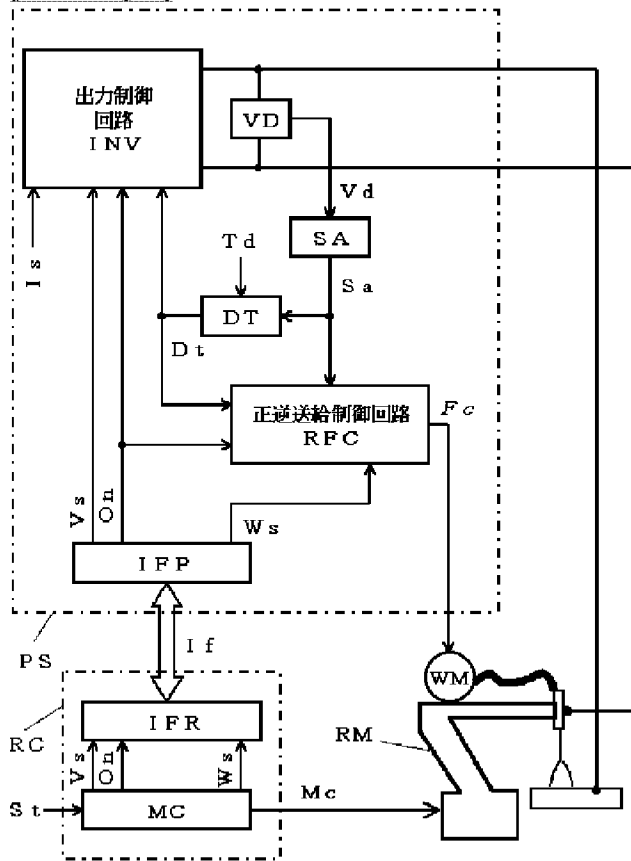 出力制御
回路
INV
VD
Vd
SA
Td
Is
Sa
DT
Dt
正逆送給制御回路
RFC
Fc
Vs
On
Ws
IFP
PS
If
WM
IFR
RM
RC
Vs
On
Ws
Mc
St
MC